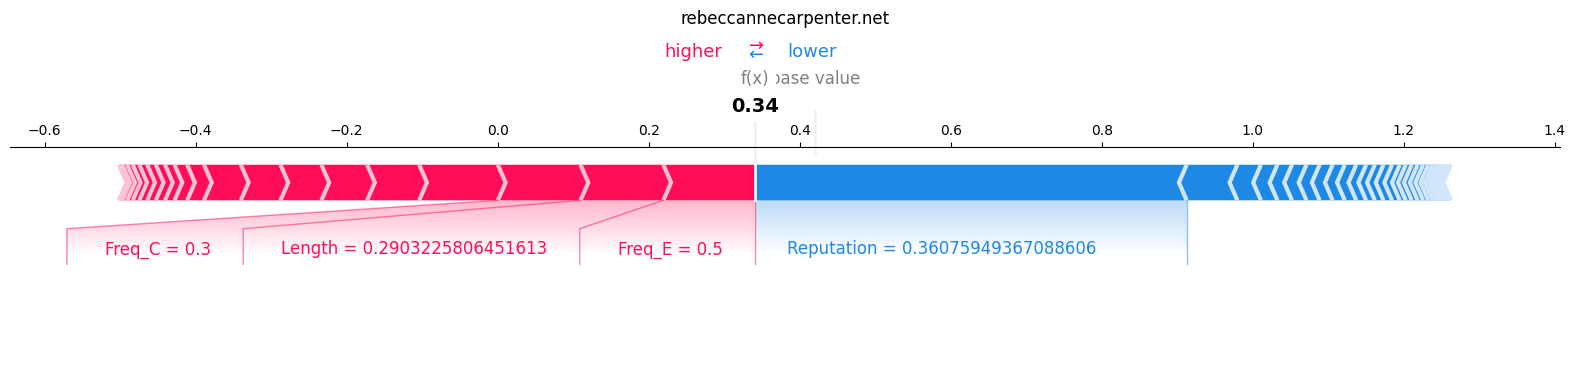 rebeccannecarpenter.net
higher ⇄ lower
f(x) base value
0.34
−0.6 −0.4 −0.2 0.0 0.2 0.4 0.6 0.8 1.0 1.2 1.4
Freq_C = 0.3 Length = 0.2903225806451613 Freq_E = 0.5 Reputation = 0.36075949367088606